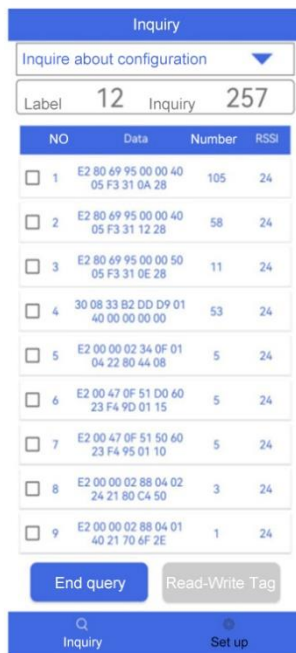 Inquiry
Inquire about configuration
Label 12 Inquiry 257
NO Data Number RSSI
1 E2 80 69 95 00 00 40 05 F3 31 0A 28 105 24
2 E2 80 69 95 00 00 40 05 F3 31 12 28 58 24
3 E2 80 69 95 00 00 50 05 F3 31 0E 28 11 24
4 30 08 33 B2 DD D9 01 40 00 00 00 00 53 24
5 E2 00 00 02 34 0F 01 04 22 80 44 08 5 24
6 E2 00 47 0F 51 D0 60 23 F4 9D 01 15 5 24
7 E2 00 47 0F 51 50 60 23 F4 95 01 10 5 24
8 E2 00 00 02 88 04 02 24 21 80 C4 50 3 24
9 E2 00 00 02 88 04 01 40 21 70 6F 2E 1 24
End query Read-Write Tag
Inquiry Set up